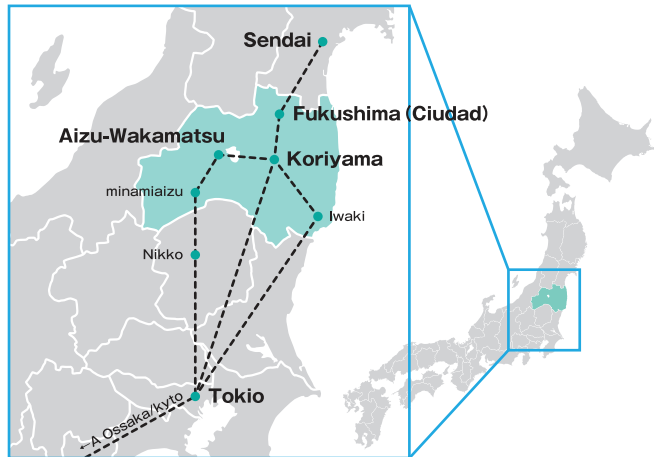 Sendai
Fukushima (Ciudad)
Aizu-Wakamatsu
Koriyama
minamiaizu
Iwaki
Nikko
Tokio
←A Ossaka/kyto